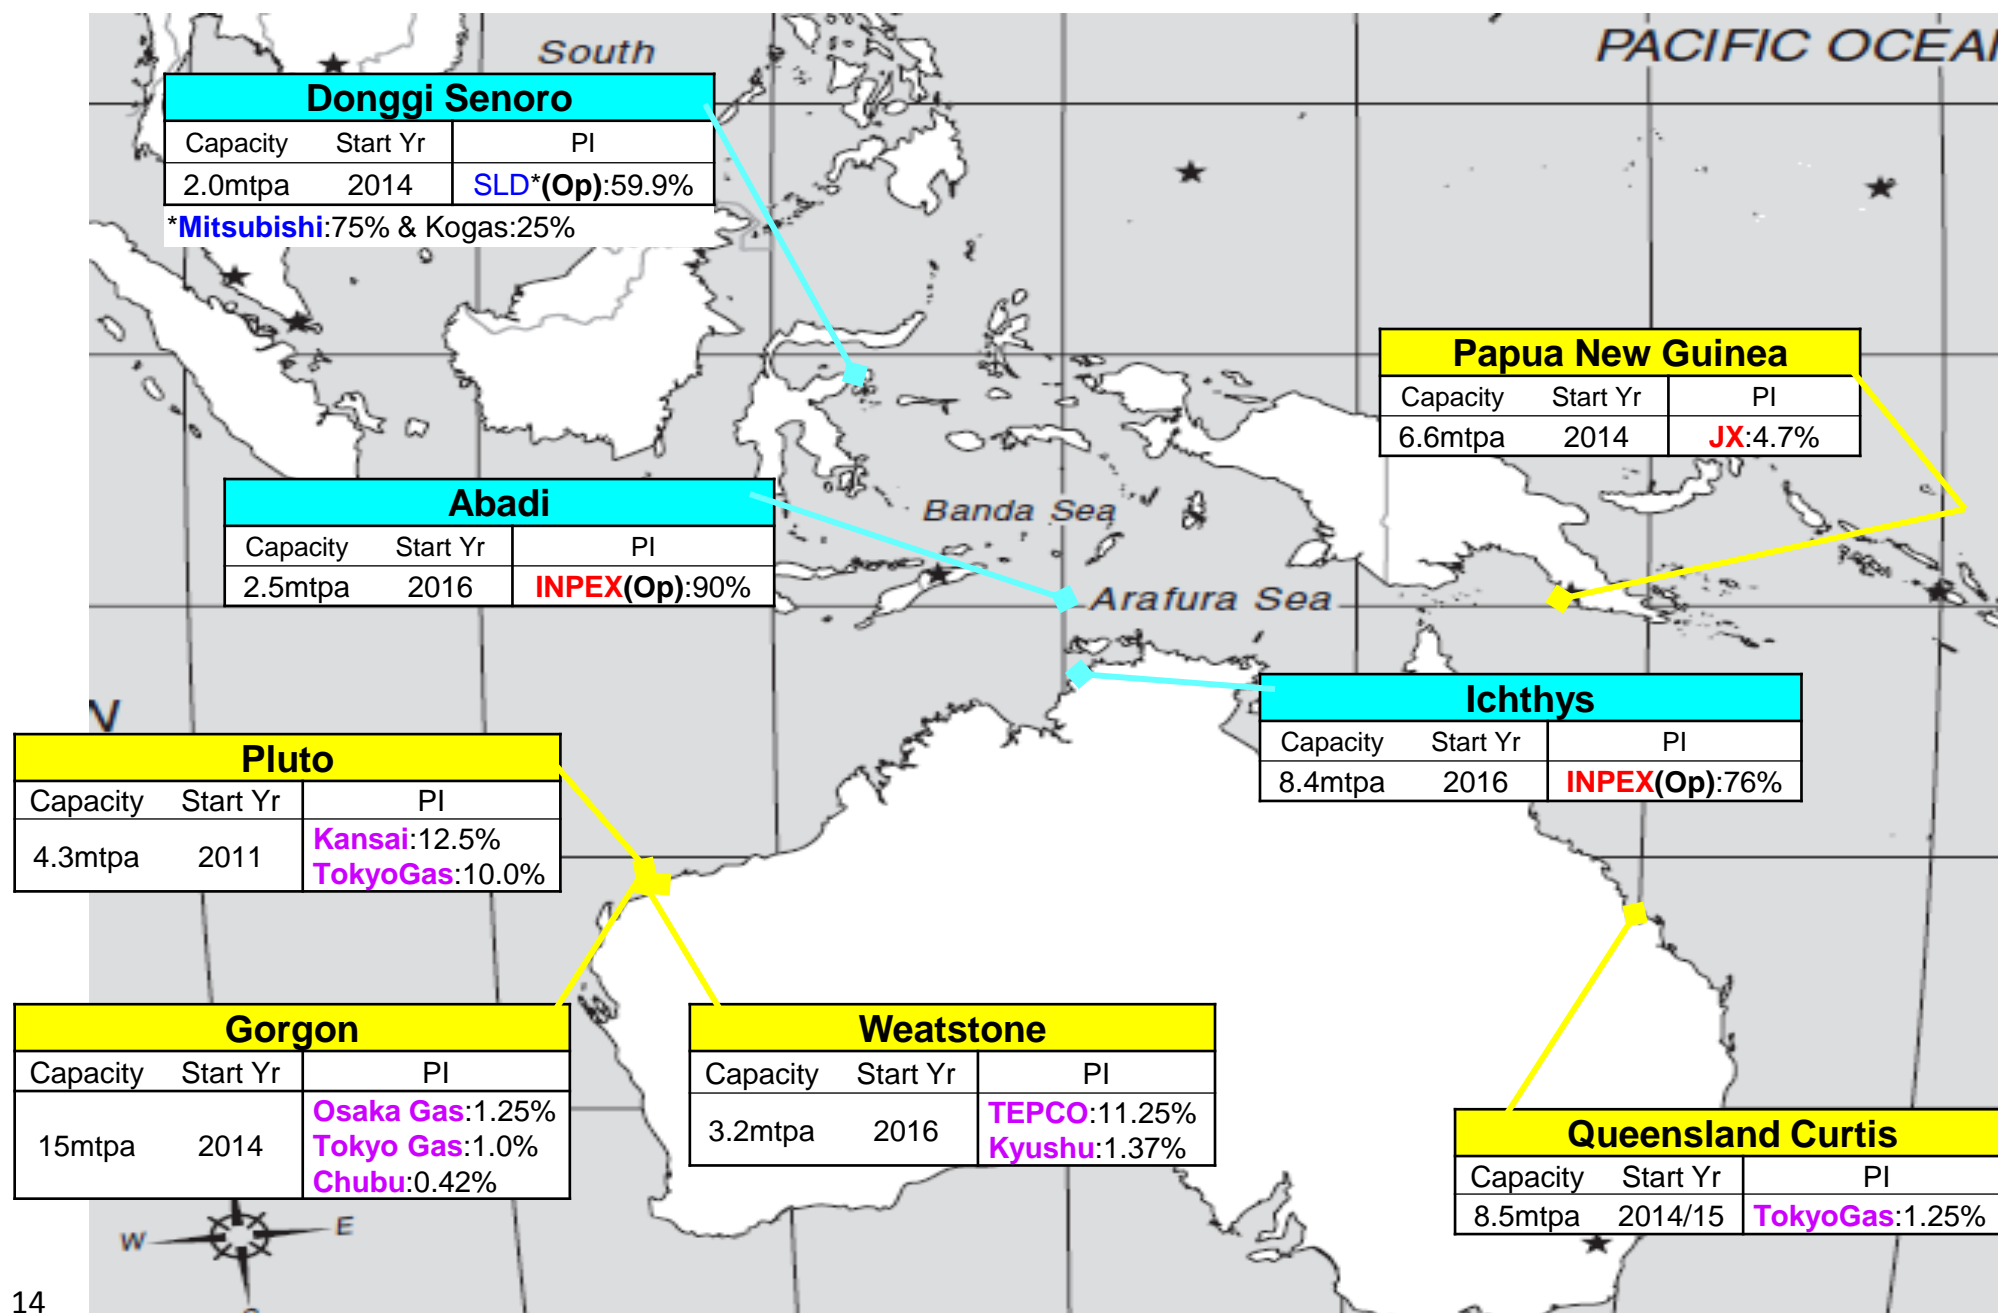 South
PACIFIC OCEAN
Donggi Senoro
Capacity Start Yr PI
2.0mtpa 2014 SLD*(Op):59.9%
*Mitsubishi:75% & Kogas:25%
Papua New Guinea
Capacity Start Yr PI
6.6mtpa 2014 JX:4.7%
Abadi
Capacity Start Yr PI
2.5mtpa 2016 INPEX(Op):90%
Banda Sea
Arafura Sea
Ichthys
Capacity Start Yr PI
8.4mtpa 2016 INPEX(Op):76%
N
Pluto
Capacity Start Yr PI
4.3mtpa 2011 Kansai:12.5%
TokyoGas:10.0%
Gorgon
Capacity Start Yr PI
15mtpa 2014 Osaka Gas:1.25%
Tokyo Gas:1.0%
Chubu:0.42%
Weatstone
Capacity Start Yr PI
3.2mtpa 2016 TEPCO:11.25%
Kyushu:1.37%
Queensland Curtis
Capacity Start Yr PI
8.5mtpa 2014/15 TokyoGas:1.25%
W E
14